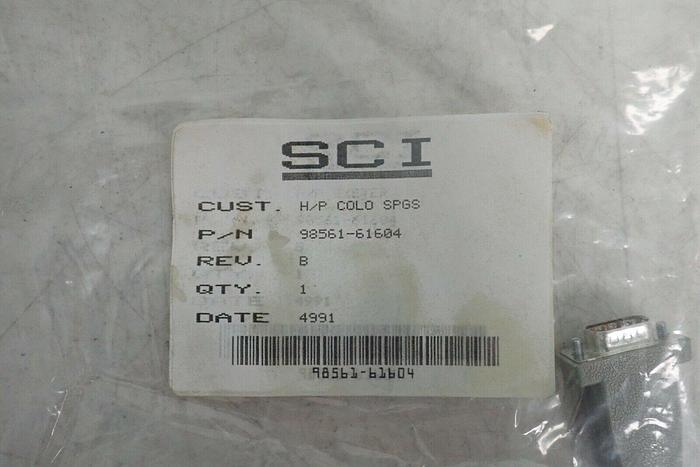 SCI
CUST. H/P COLO SPGS
P/N 98561-61604
REV. B
QTY. 1
DATE 4991
98561-61604